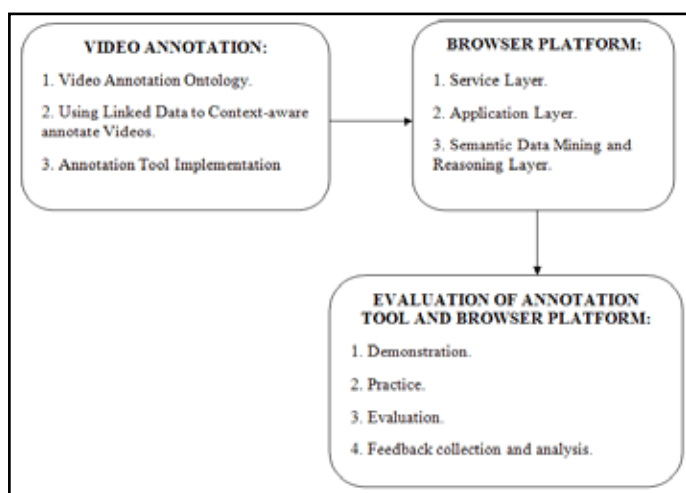 VIDEO ANNOTATION:
1. Video Annotation Ontology.
2. Using Linked Data to Context-aware
annotate Videos.
3. Annotation Tool Implementation
BROWSER PLATFORM:
1. Service Layer.
2. Application Layer.
3. Semantic Data Mining and
Reasoning Layer.
EVALUATION OF ANNOTATION
TOOL AND BROWSER PLATFORM:
1. Demonstration.
2. Practice.
3. Evaluation.
4. Feedback collection and analysis.